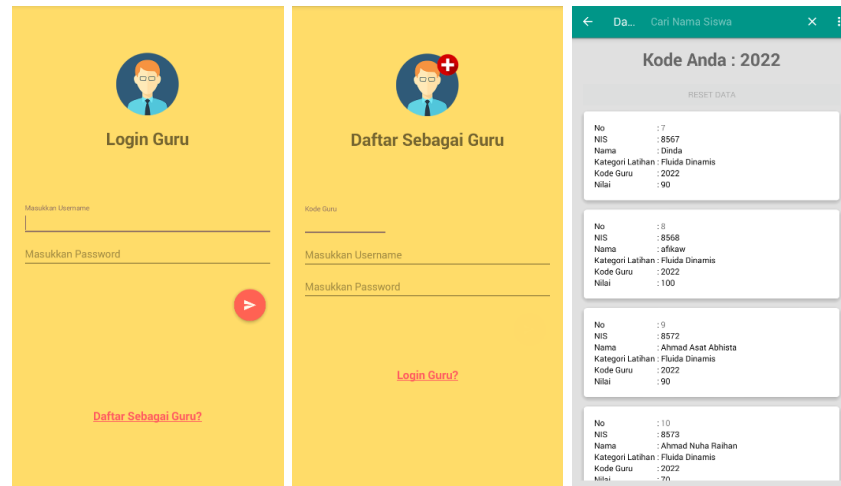 Login Guru
Masukkan Username
Masukkan Password
Daftar Sebagai Guru?
Daftar Sebagai Guru
Kode Guru
Masukkan Username
Masukkan Password
Login Guru?
Da... Cari Nama Siswa
Kode Anda : 2022
RESET DATA
No : 7
NIS : 8567
Nama : Dinda
Kategori Latihan : Fluida Dinamis
Kode Guru : 2022
Nilai : 90
No : 8
NIS : 8568
Nama : afikaw
Kategori Latihan : Fluida Dinamis
Kode Guru : 2022
Nilai : 100
No : 9
NIS : 8572
Nama : Ahmad Asat Abhista
Kategori Latihan : Fluida Dinamis
Kode Guru : 2022
Nilai : 90
No : 10
NIS : 8573
Nama : Ahmad Nuha Raihan
Kategori Latihan : Fluida Dinamis
Kode Guru : 2022
Nilai : 70